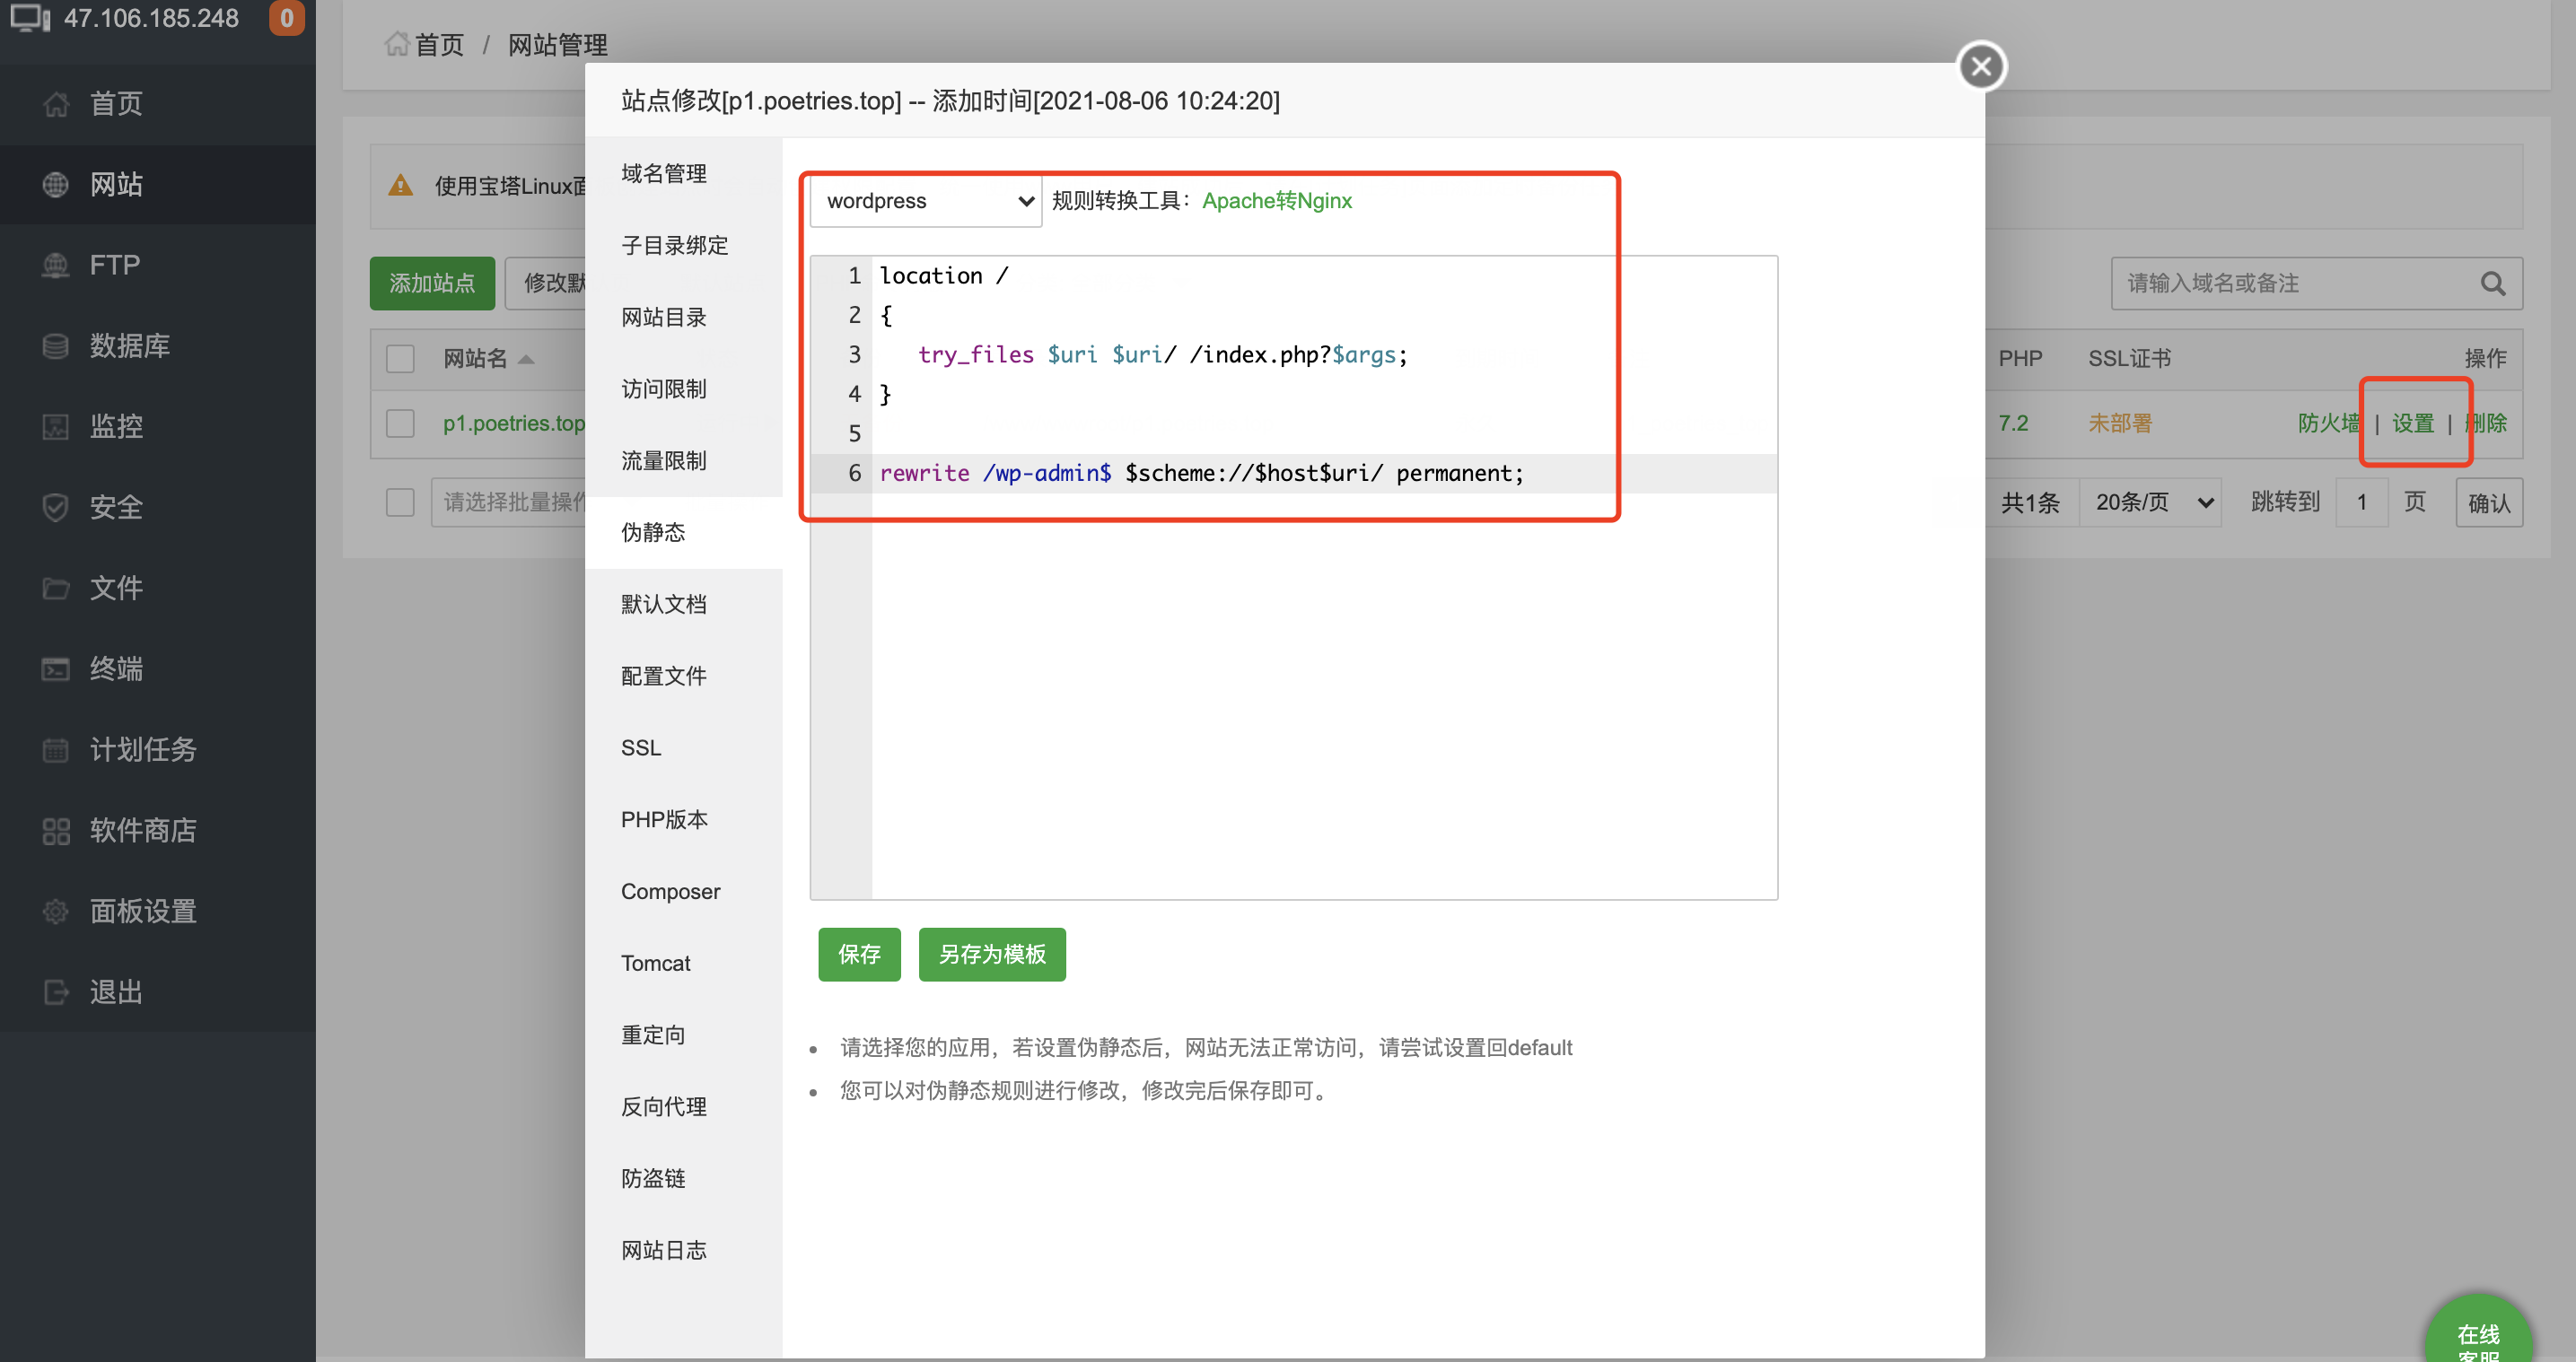 47.106.185.248 0
首页
网站
FTP
数据库
监控
安全
文件
终端
计划任务
软件商店
面板设置
退出
首页 / 网站管理
使用宝塔Linux面
添加站点
修改默
请输入域名或备注
网站名
PHP SSL证书 操作
p1.poetries.top
7.2 未部署 防火墙 | 设置 | 删除
请选择批量操作
共1条 20条/页 跳转到 1 页 确认
站点修改[p1.poetries.top] -- 添加时间[2021-08-06 10:24:20]
域名管理
子目录绑定
网站目录
访问限制
流量限制
伪静态
默认文档
配置文件
SSL
PHP版本
Composer
Tomcat
重定向
反向代理
防盗链
网站日志
wordpress 规则转换工具：Apache转Nginx
1 location /
2 {
3 try_files $uri $uri/ /index.php?$args;
4 }
5
6 rewrite /wp-admin$ $scheme://$host$uri/ permanent;
保存 另存为模板
请选择您的应用，若设置伪静态后，网站无法正常访问，请尝试设置回default
您可以对伪静态规则进行修改，修改完后保存即可。
在线
客服